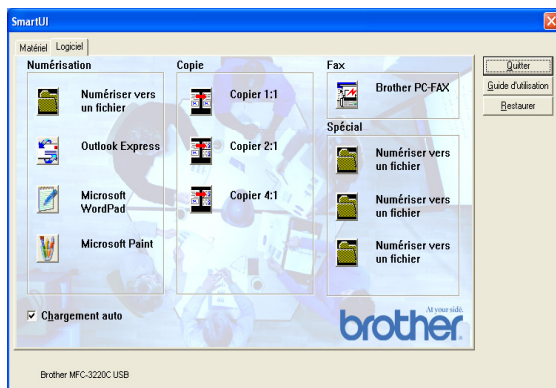 SmartUI
Matériel
Logiciel
Numérisation
Numériser vers
un fichier
Outlook Express
Microsoft
WordPad
Microsoft Paint
Copie
Copier 1:1
Copier 2:1
Copier 4:1
Fax
Brother PC-FAX
Spécial
Numériser vers
un fichier
Numériser vers
un fichier
Numériser vers
un fichier
Quitter
Guide d'utilisation
Restaurer
Chargement auto
At your side.
brother
Brother MFC-3220C USB